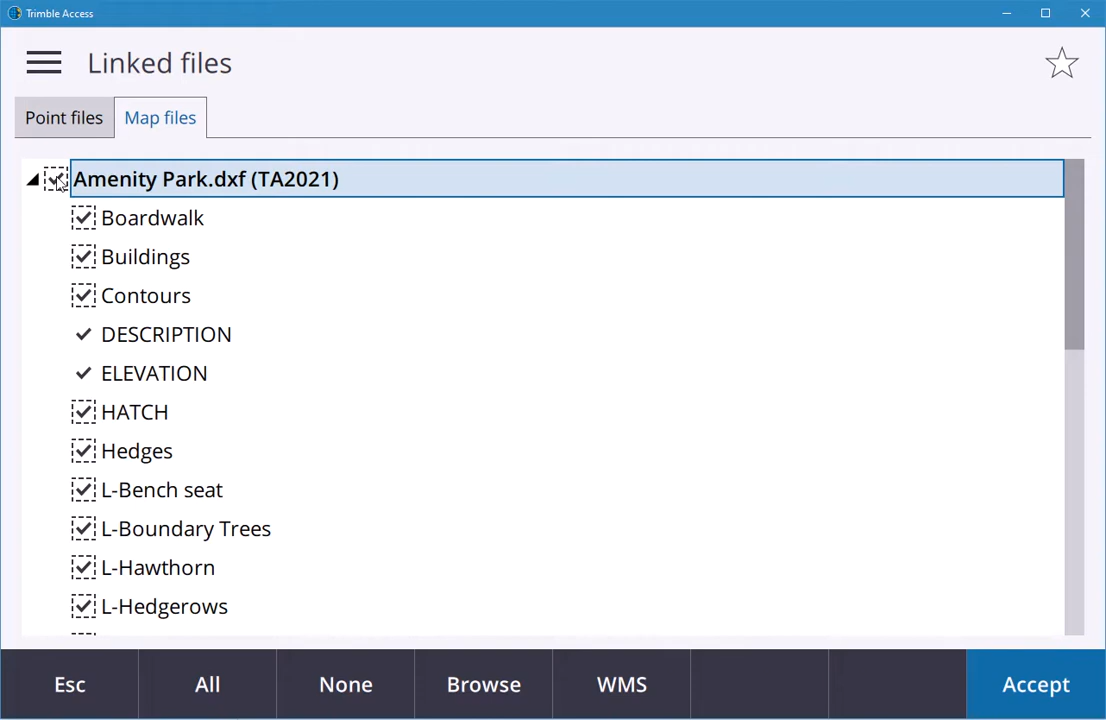 Trimble Access
Linked files
Point files
Map files
Amenity Park.dxf (TA2021)
Boardwalk
Buildings
Contours
DESCRIPTION
ELEVATION
HATCH
Hedges
L-Bench seat
L-Boundary Trees
L-Hawthorn
L-Hedgerows
Esc
All
None
Browse
WMS
Accept